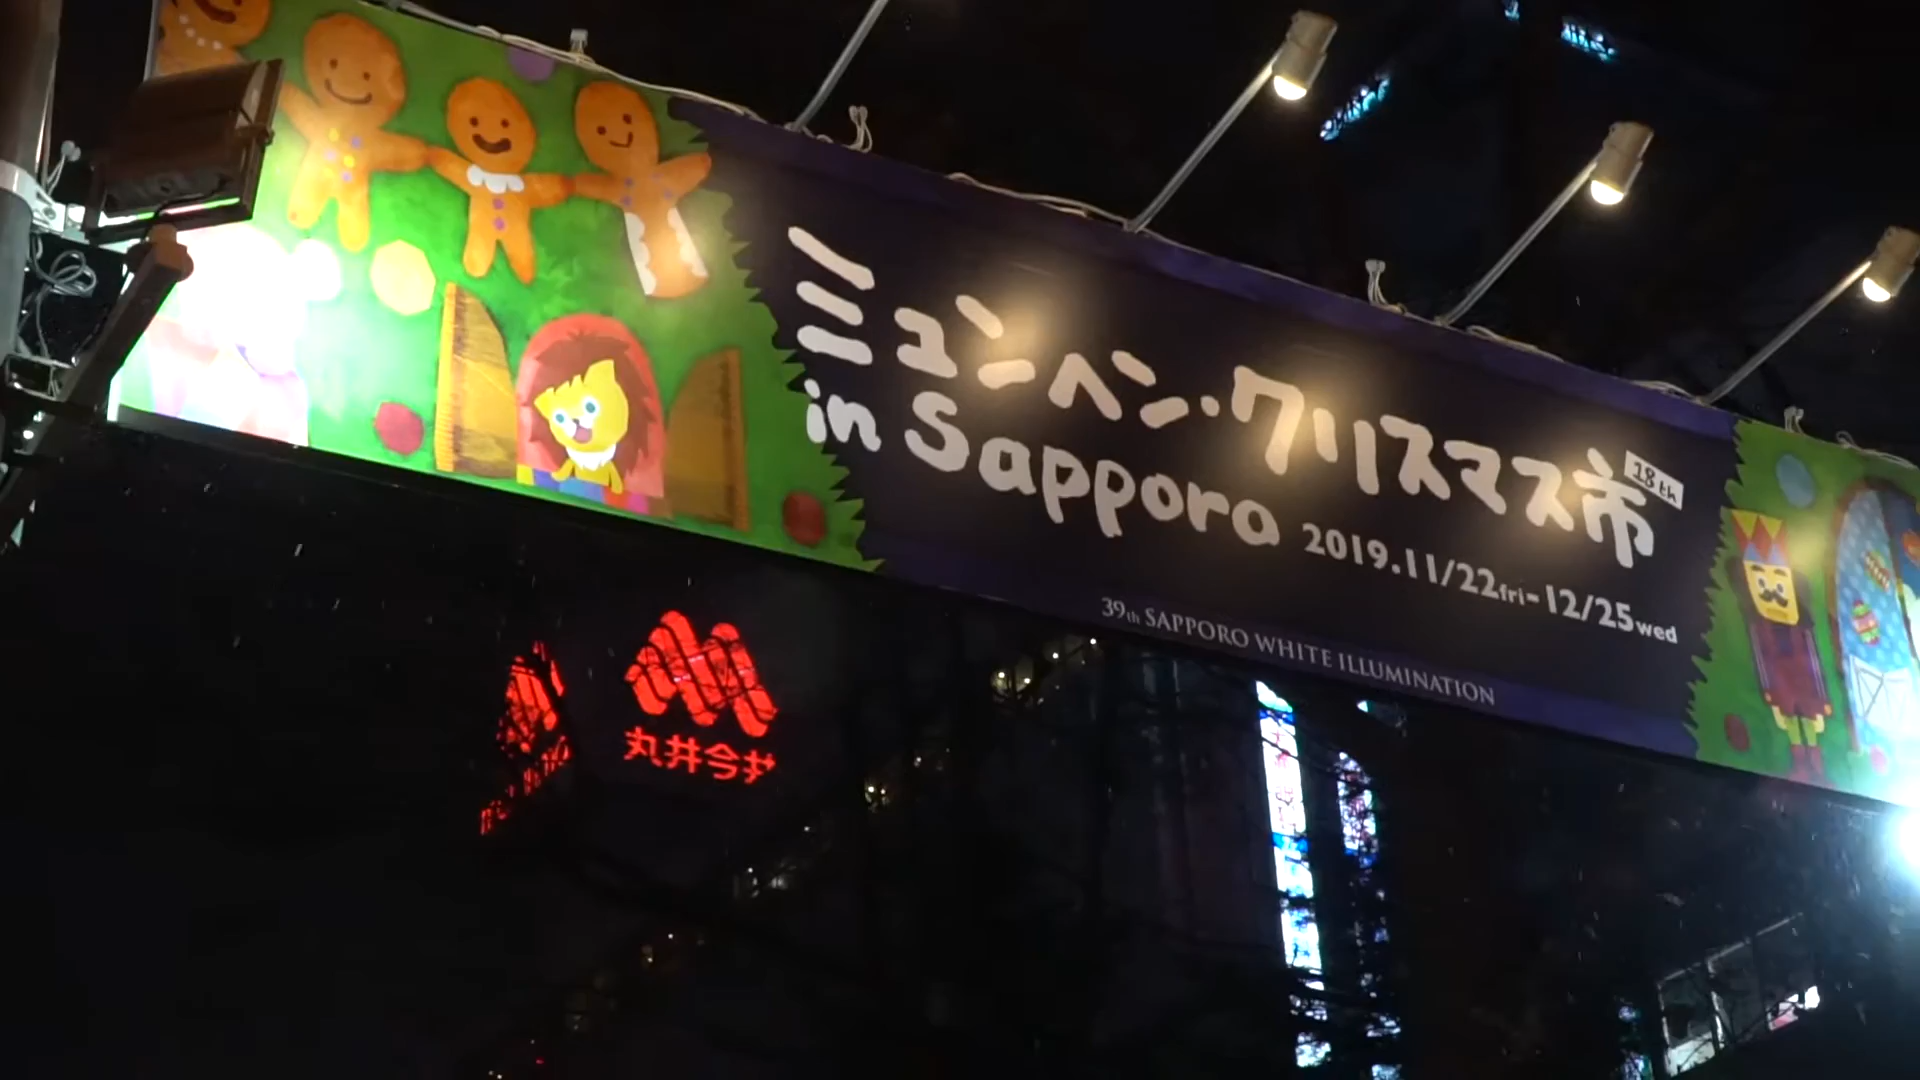 ミュンヘン・クリスマス市
18th
in Sapporo
2019.11/22fri-12/25wed
39th SAPPORO WHITE ILLUMINATION
丸井今井